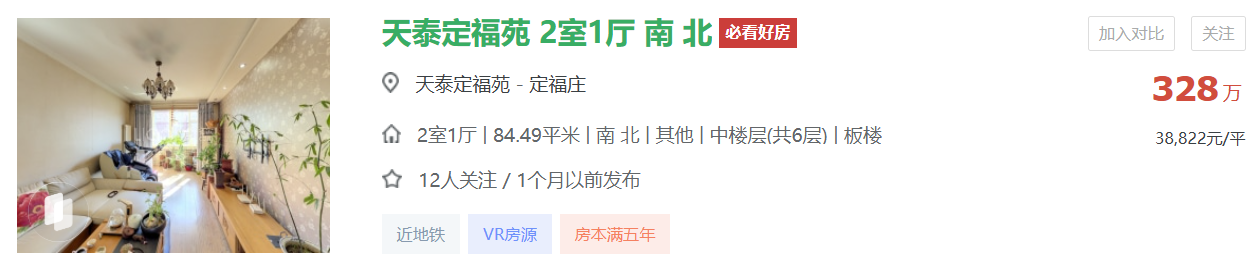 天泰定福苑 2室1厅 南 北 必看好房
加入对比 关注
天泰定福苑 - 定福庄
328万
2室1厅 | 84.49平米 | 南 北 | 其他 | 中楼层(共6层) | 板楼
38,822元/平
12人关注 / 1个月以前发布
近地铁 VR房源 房本满五年